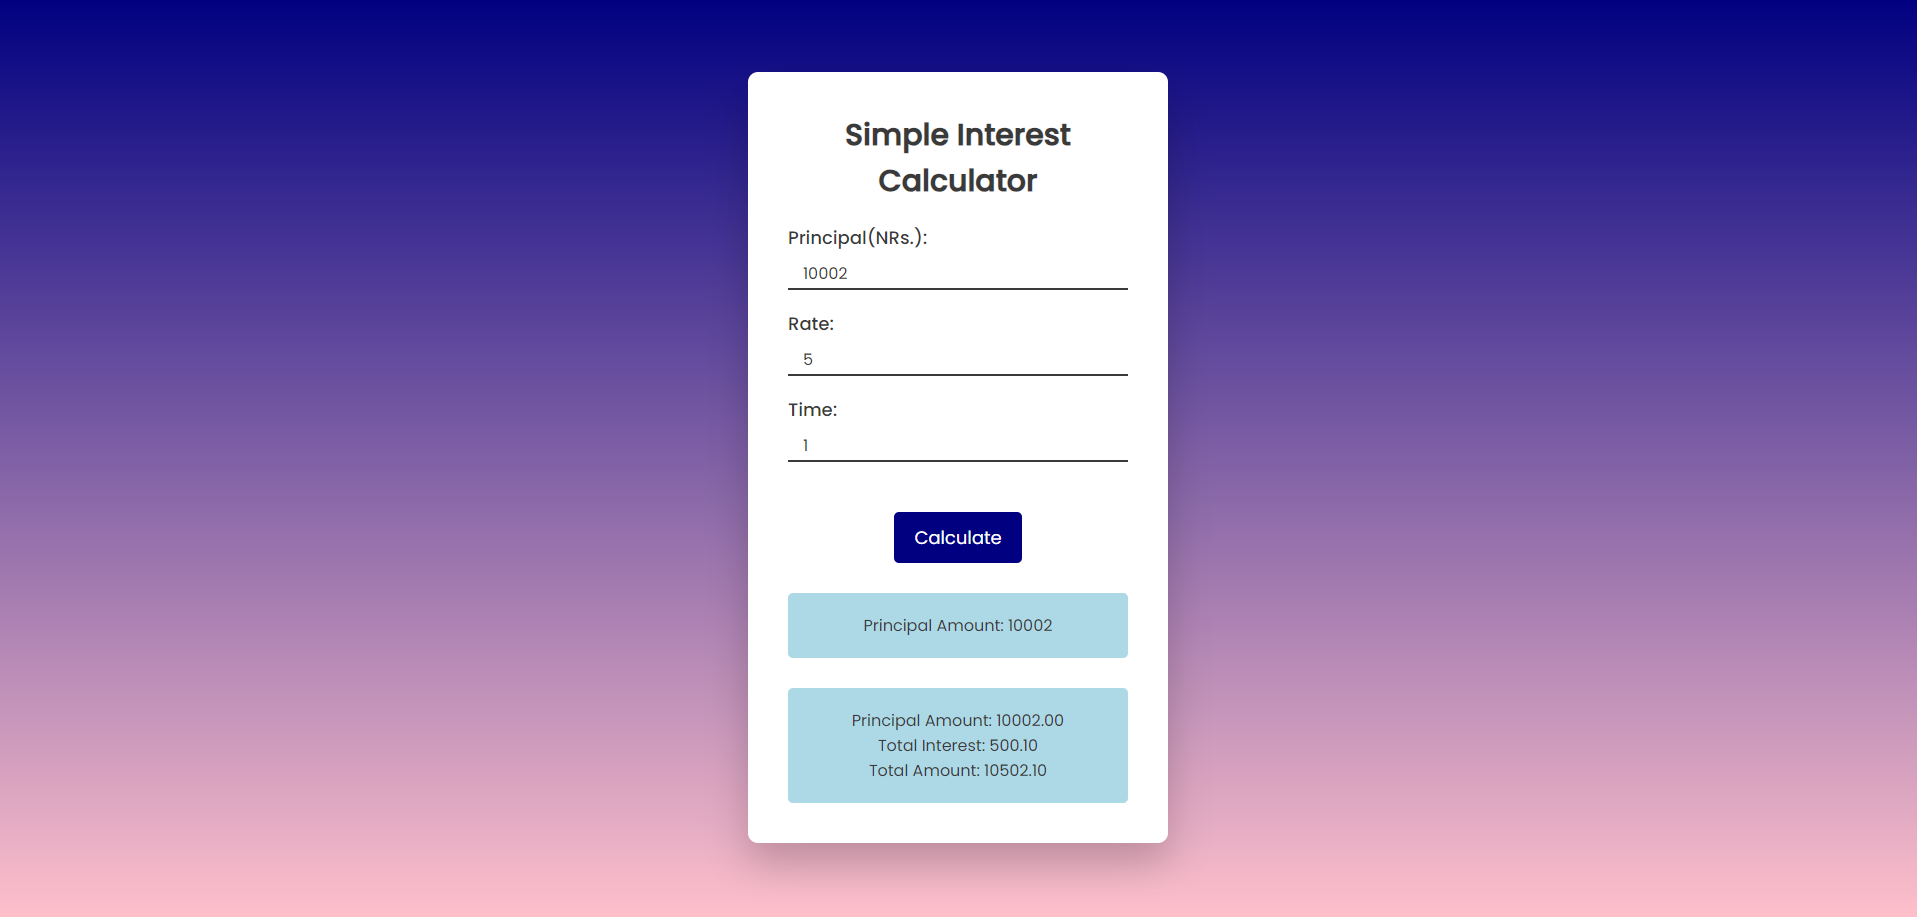 Simple Interest
Calculator
Principal(NRs.):
10002
Rate:
5
Time:
1
Calculate
Principal Amount: 10002
Principal Amount: 10002.00
Total Interest: 500.10
Total Amount: 10502.10